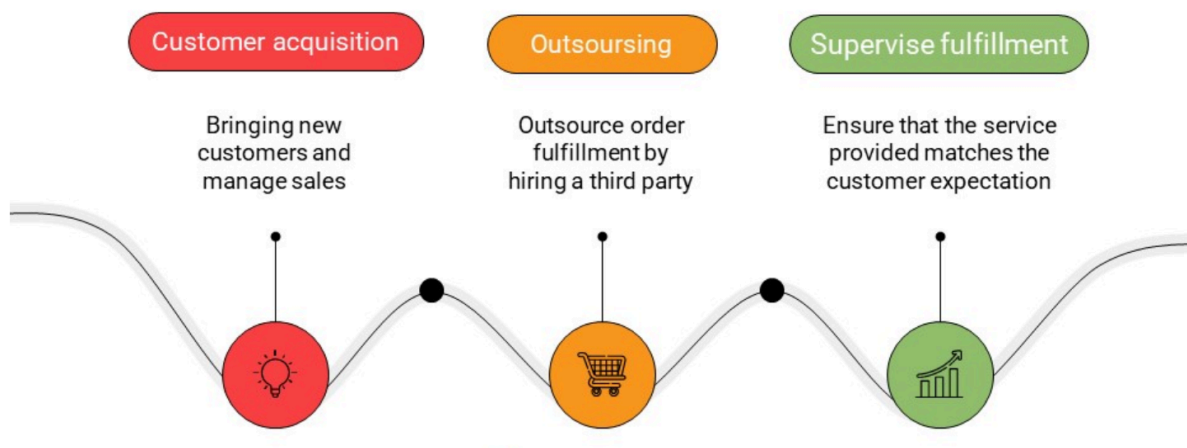 Customer acquisition
Outsoursing
Supervise fulfillment
Bringing new
customers and
manage sales
Outsource order
fulfillment by
hiring a third party
Ensure that the service
provided matches the
customer expectation